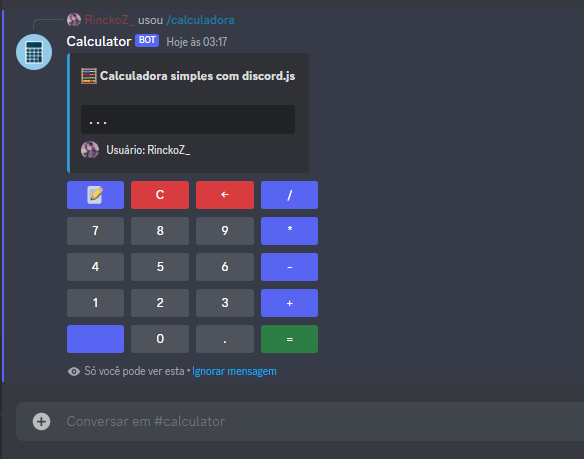 RinckoZ_ usou /calculadora
Calculator BOT Hoje às 03:17
Calculadora simples com discord.js
...
Usuário: RinckoZ_
C ← /
7 8 9 *
4 5 6 -
1 2 3 +
0 . =
Só você pode ver esta • Ignorar mensagem
Conversar em #calculator